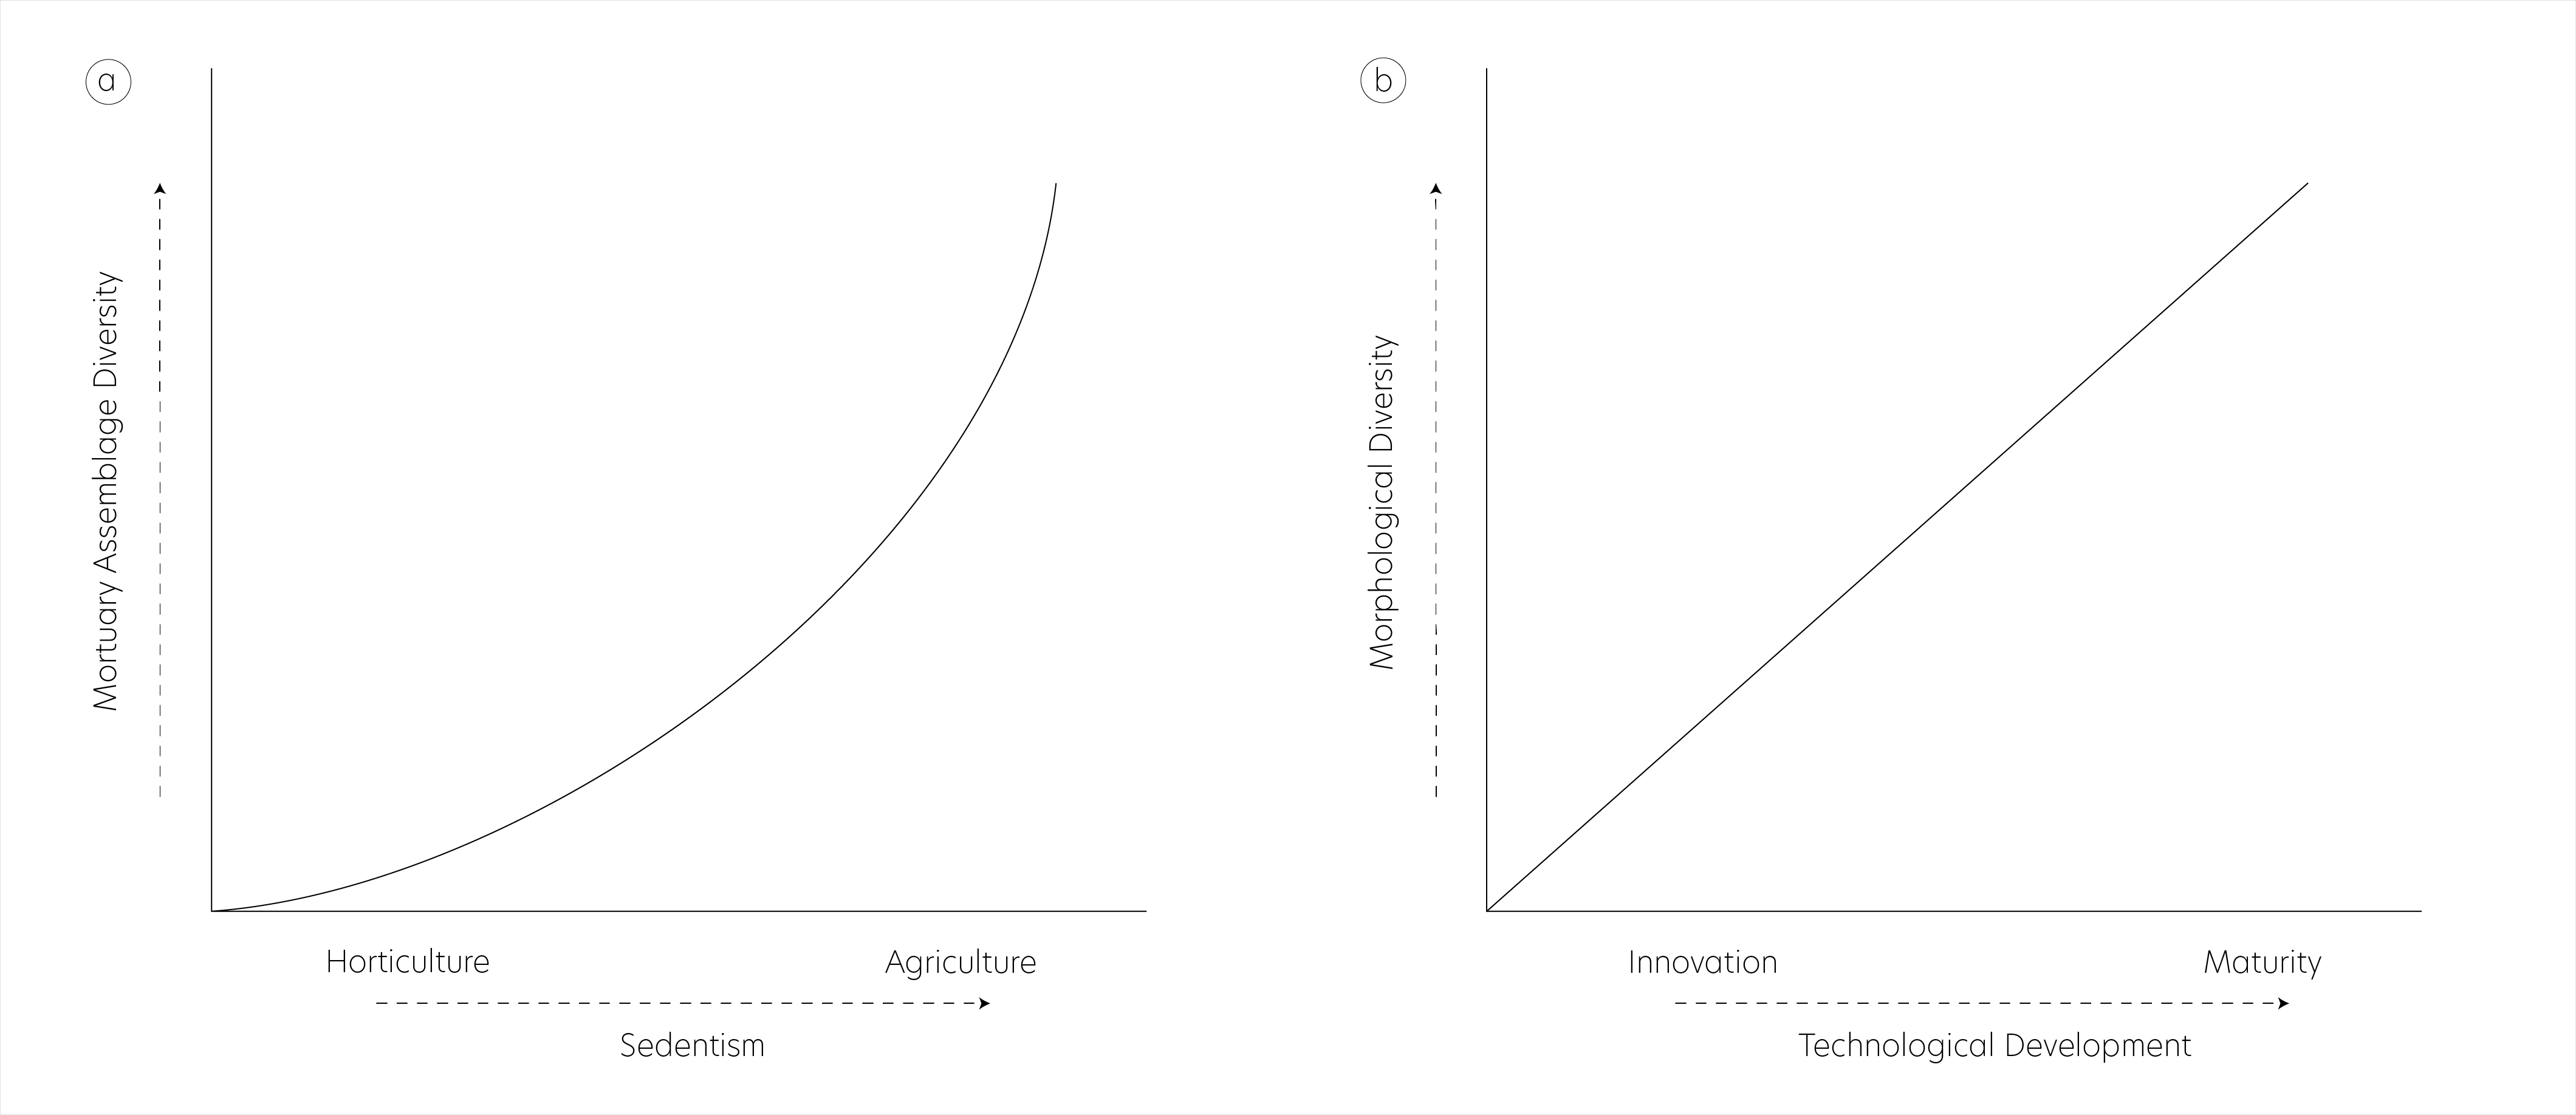 a
Mortuary Assemblage Diversity
Horticulture
Agriculture
Sedentism
b
Morphological Diversity
Innovation
Maturity
Technological Development